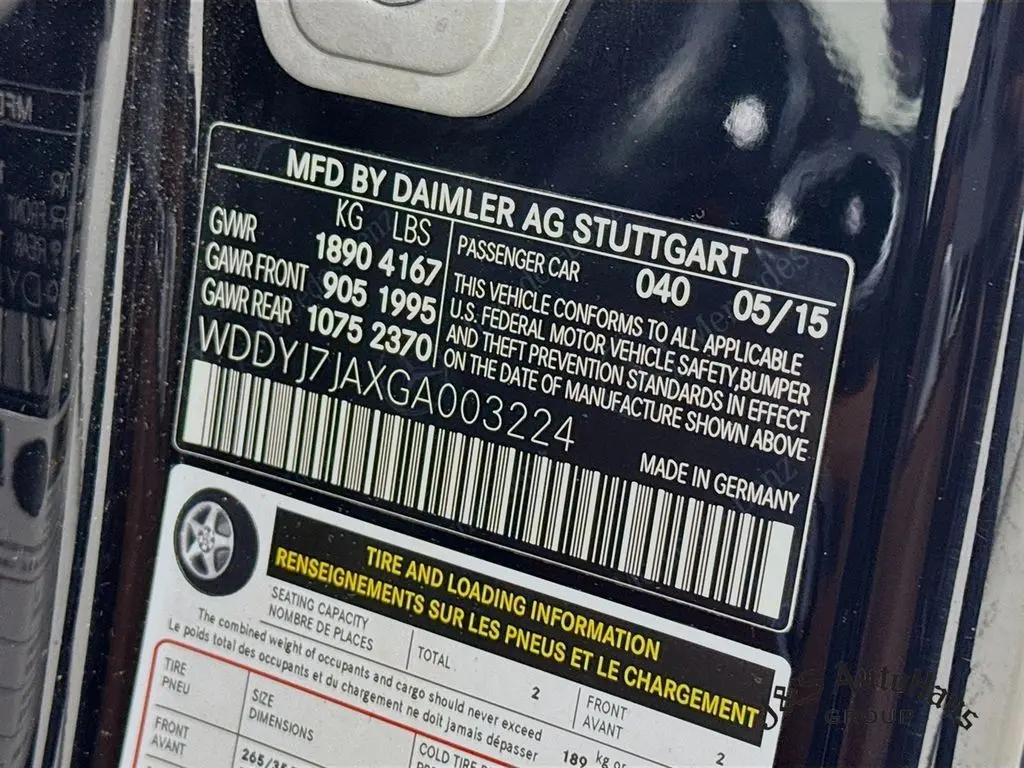 MFD BY DAIMLER AG STUTTGART
KG LBS
GVWR 1890 4167
GAWR FRONT 905 1995
GAWR REAR 1075 2370
PASSENGER CAR 040 05/15
THIS VEHICLE CONFORMS TO ALL APPLICABLE
U.S. FEDERAL MOTOR VEHICLE SAFETY,BUMPER
AND THEFT PREVENTION STANDARDS IN EFFECT
ON THE DATE OF MANUFACTURE SHOWN ABOVE
WDDYJ7JAXGA003224
MADE IN GERMANY
TIRE AND LOADING INFORMATION
RENSEIGNEMENTS SUR LES PNEUS ET LE CHARGEMENT
SEATING CAPACITY
NOMBRE DE PLACES
TOTAL 2
FRONT
AVANT 2
The combined weight of occupants and cargo should never exceed
Le poids total des occupants et du chargement ne doit jamais dépasser
189 kg or
TIRE
PNEU
SIZE
DIMENSIONS
COLD TIRE
FRONT
AVANT
265/35
AutoHaus
GROUP